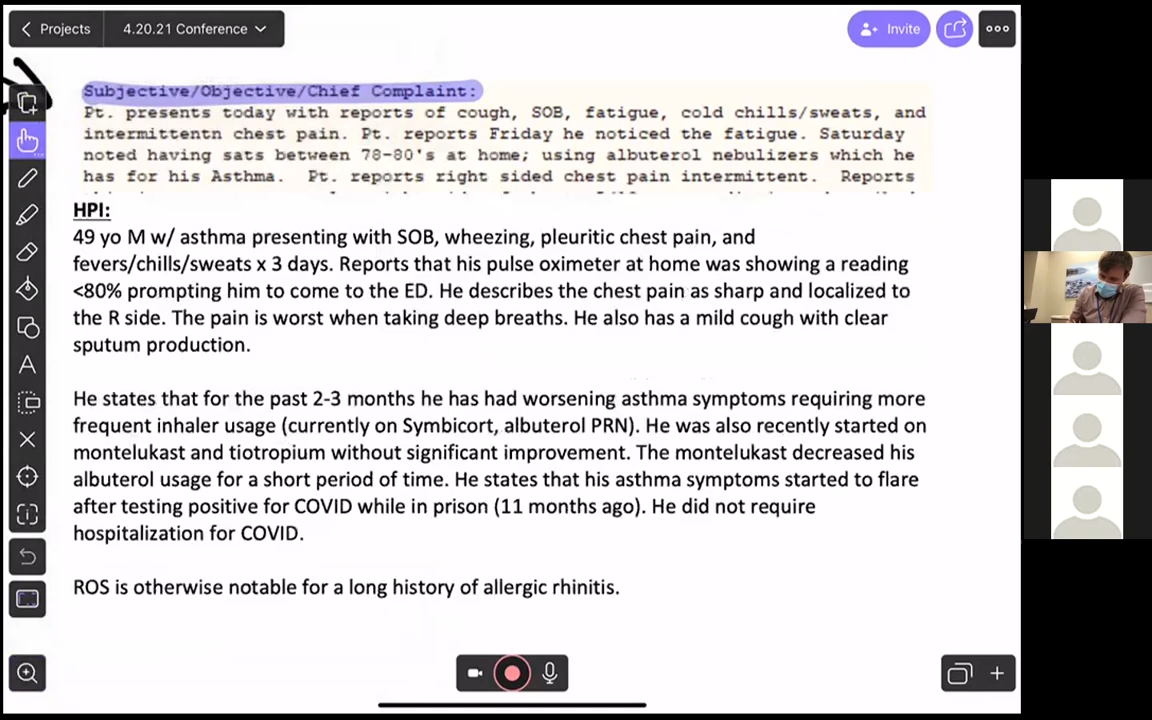 Projects
4.20.21 Conference
Invite
Subjective/Objective/Chief Complaint:
Pt. presents today with reports of cough, SOB, fatigue, cold chills/sweats, and
intermittentn chest pain. Pt. reports Friday he noticed the fatigue. Saturday
noted having sats between 78-80's at home; using albuterol nebulizers which he
has for his Asthma. Pt. reports right sided chest pain intermittent. Reports
HPI:
49 yo M w/ asthma presenting with SOB, wheezing, pleuritic chest pain, and
fevers/chills/sweats x 3 days. Reports that his pulse oximeter at home was showing a reading
<80% prompting him to come to the ED. He describes the chest pain as sharp and localized to
the R side. The pain is worst when taking deep breaths. He also has a mild cough with clear
sputum production.
He states that for the past 2-3 months he has had worsening asthma symptoms requiring more
frequent inhaler usage (currently on Symbicort, albuterol PRN). He was also recently started on
montelukast and tiotropium without significant improvement. The montelukast decreased his
albuterol usage for a short period of time. He states that his asthma symptoms started to flare
after testing positive for COVID while in prison (11 months ago). He did not require
hospitalization for COVID.
ROS is otherwise notable for a long history of allergic rhinitis.